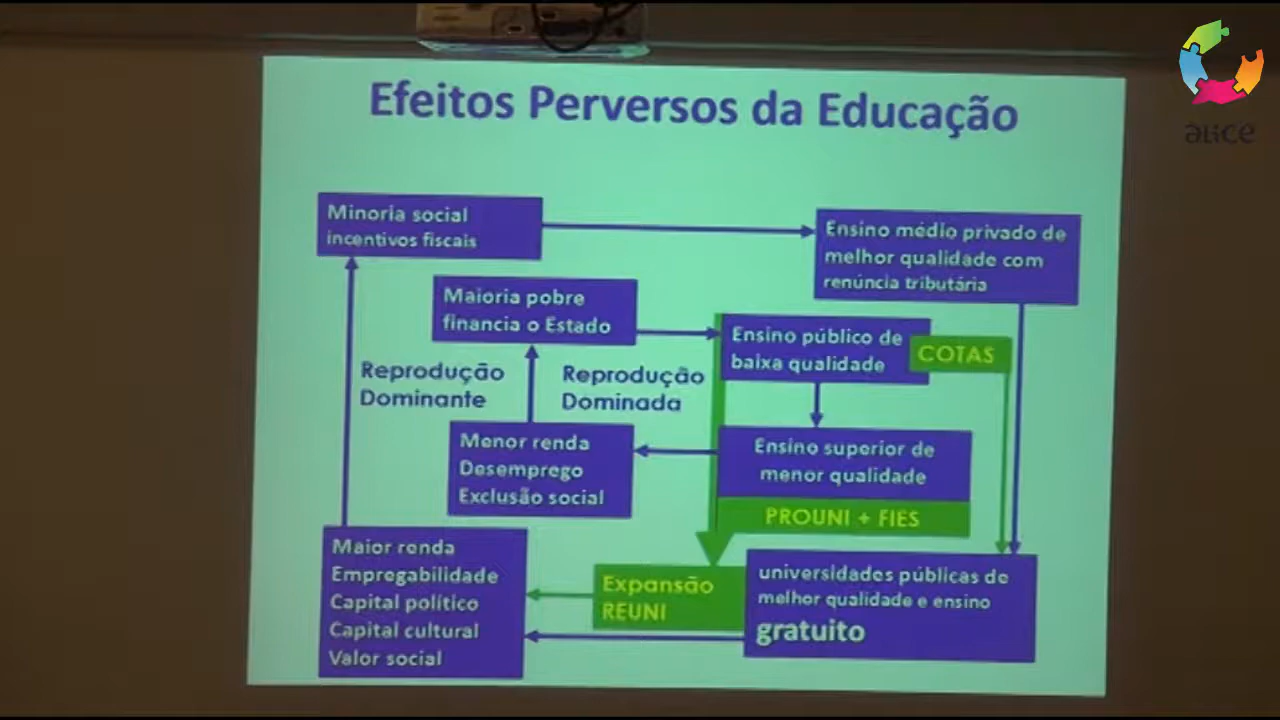 Efeitos Perversos da Educação
Minoria social
incentivos fiscais
Ensino médio privado de
melhor qualidade com
renúncia tributária
Maioria pobre
financia o Estado
Ensino público de
baixa qualidade
COTAS
Reprodução
Dominante
Reprodução
Dominada
Menor renda
Desemprego
Exclusão social
Ensino superior de
menor qualidade
PROUNI + FIES
Maior renda
Empregabilidade
Capital político
Capital cultural
Valor social
Expansão
REUNI
universidades públicas de
melhor qualidade e ensino
gratuito
aLiCE